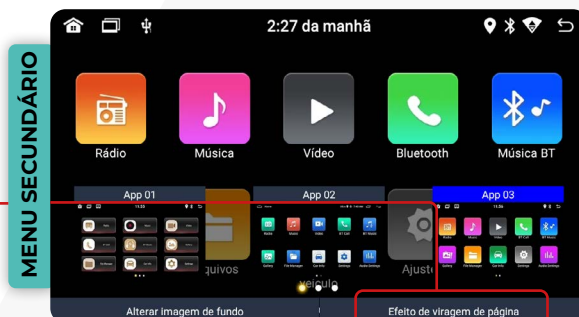 MENU SECUNDÁRIO
2:27 da manhã
Rádio
Música
Vídeo
Bluetooth
Música BT
App 01
App 02
App 03
quivos
veículo
Ajuste
Alterar imagem de fundo
Efeito de viragem de página